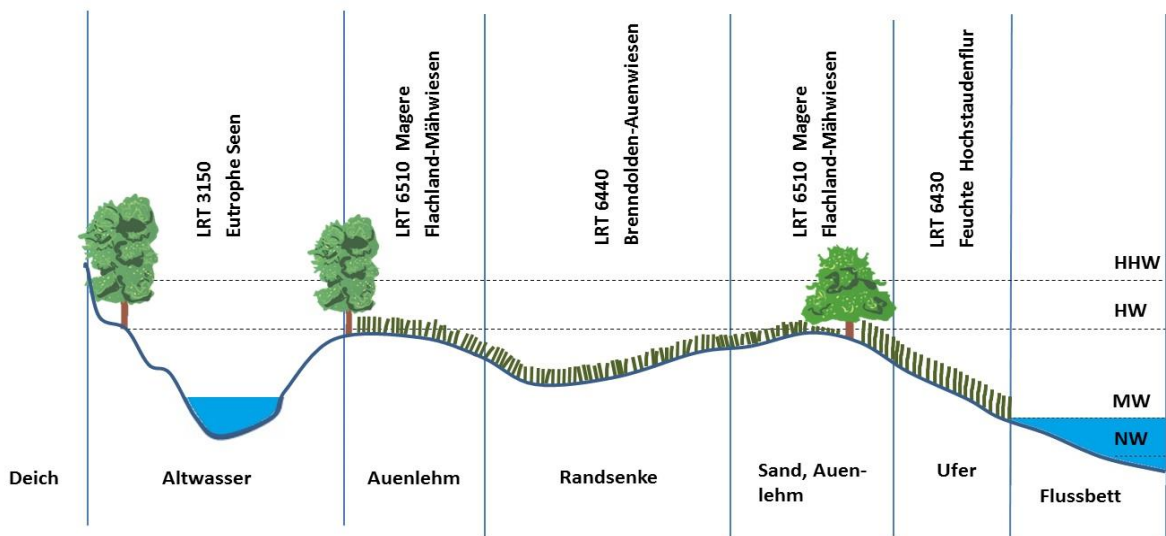 LRT 3150
Eutrophe Seen
LRT 6510 Magere
Flachland-Mähwiesen
LRT 6440
Brenndolden-Auenwiesen
LRT 6510 Magere
Flachland-Mähwiesen
LRT 6430
Feuchte Hochstaudenflur
HHW
HW
MW
NW
Deich
Altwasser
Auenlehm
Randsenke
Sand, Auen-
lehm
Ufer
Flussbett